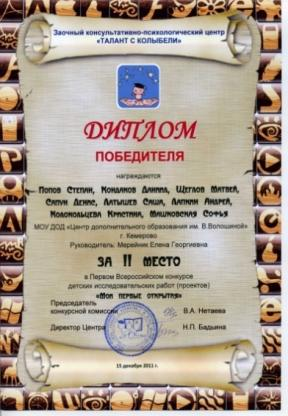 Заочный консультативно-психологический центр
«ТАЛАНТ С КОЛЫБЕЛИ»
ДИПЛОМ
ПОБЕДИТЕЛЯ
награждаются
Попов Степан, Кондаков Даниил, Щеглов Матвей,
Сапун Денис, Латышев Саша, Лапкин Андрей,
Колокольцева Кристина, Машковская Софья
МОУ ДОД «Центр дополнительного образования им. В.Волошиной»
г. Кемерово
Руководитель: Мерейник Елена Георгиевна
ЗА II МЕСТО
в Первом Всероссийском конкурсе
детских исследовательских работ (проектов)
«Мои первые открытия»
Председатель
конкурсной комиссии
В.А. Нетаева
Директор Центра
Н.П. Бадьина
15 декабря 2011 г.